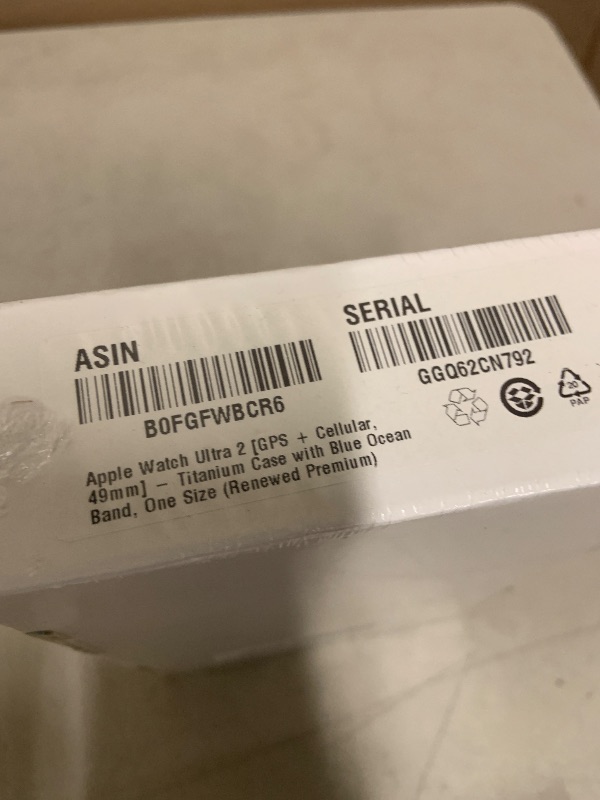 ASIN
B0FGFWBCR6
Apple Watch Ultra 2 [GPS + Cellular,
49mm] – Titanium Case with Blue Ocean
Band, One Size (Renewed Premium)
SERIAL
GGQ62CN792
20
PAP